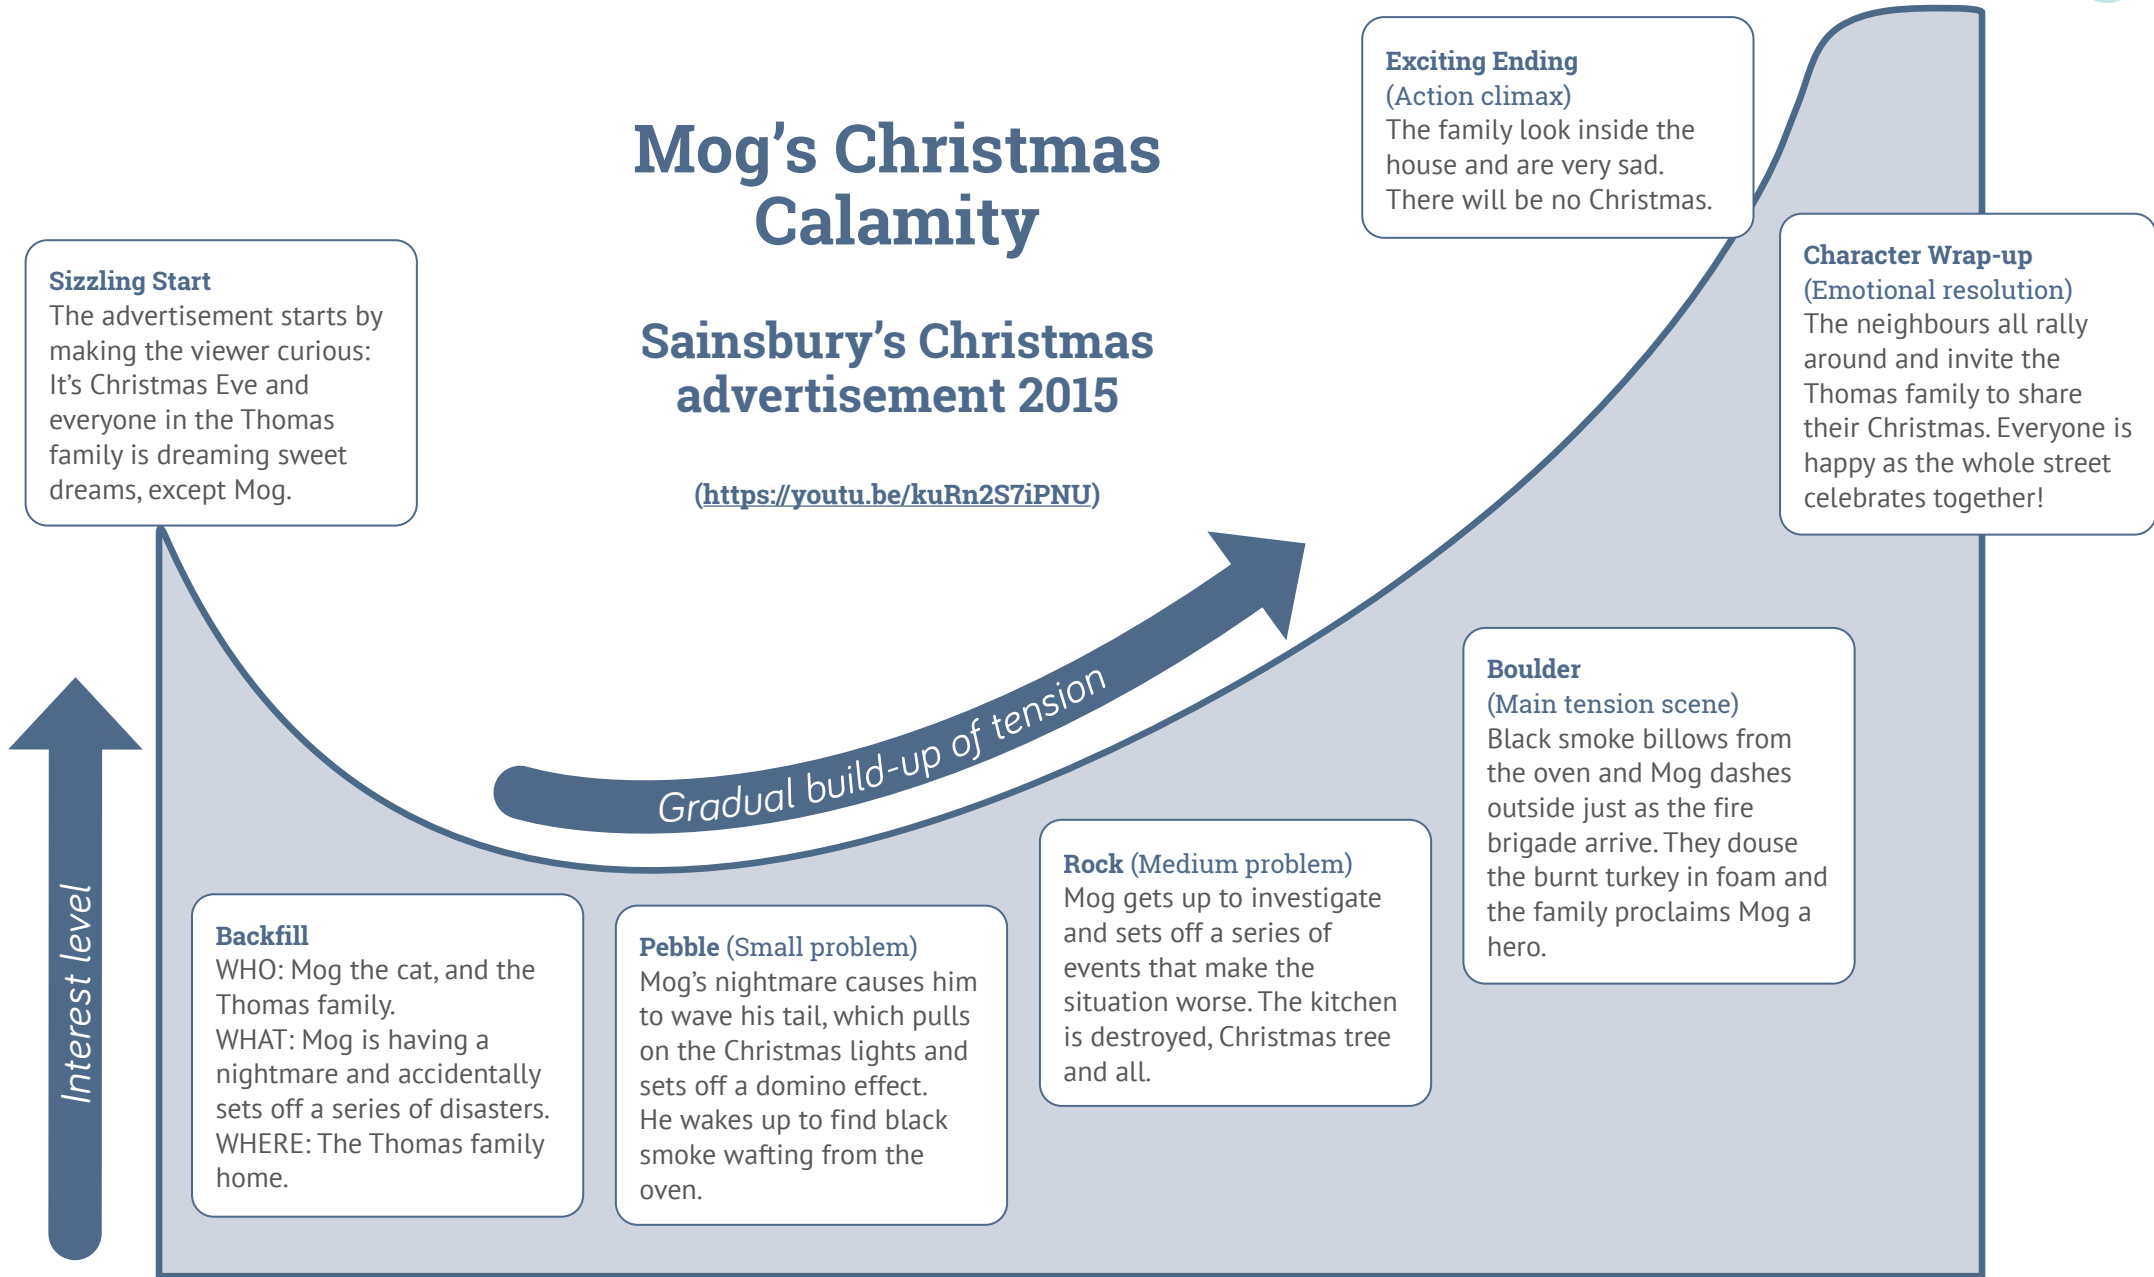 Mog’s Christmas
Calamity
Sainsbury’s Christmas
advertisement 2015
(https://youtu.be/kuRn2S7iPNU)
Sizzling Start
The advertisement starts by
making the viewer curious:
It’s Christmas Eve and
everyone in the Thomas
family is dreaming sweet
dreams, except Mog.
Interest level
Backfill
WHO: Mog the cat, and the
Thomas family.
WHAT: Mog is having a
nightmare and accidentally
sets off a series of disasters.
WHERE: The Thomas family
home.
Gradual build-up of tension
Pebble (Small problem)
Mog’s nightmare causes him
to wave his tail, which pulls
on the Christmas lights and
sets off a domino effect.
He wakes up to find black
smoke wafting from the
oven.
Rock (Medium problem)
Mog gets up to investigate
and sets off a series of
events that make the
situation worse. The kitchen
is destroyed, Christmas tree
and all.
Boulder
(Main tension scene)
Black smoke billows from
the oven and Mog dashes
outside just as the fire
brigade arrive. They douse
the burnt turkey in foam and
the family proclaims Mog a
hero.
Exciting Ending
(Action climax)
The family look inside the
house and are very sad.
There will be no Christmas.
Character Wrap-up
(Emotional resolution)
The neighbours all rally
around and invite the
Thomas family to share
their Christmas. Everyone is
happy as the whole street
celebrates together!